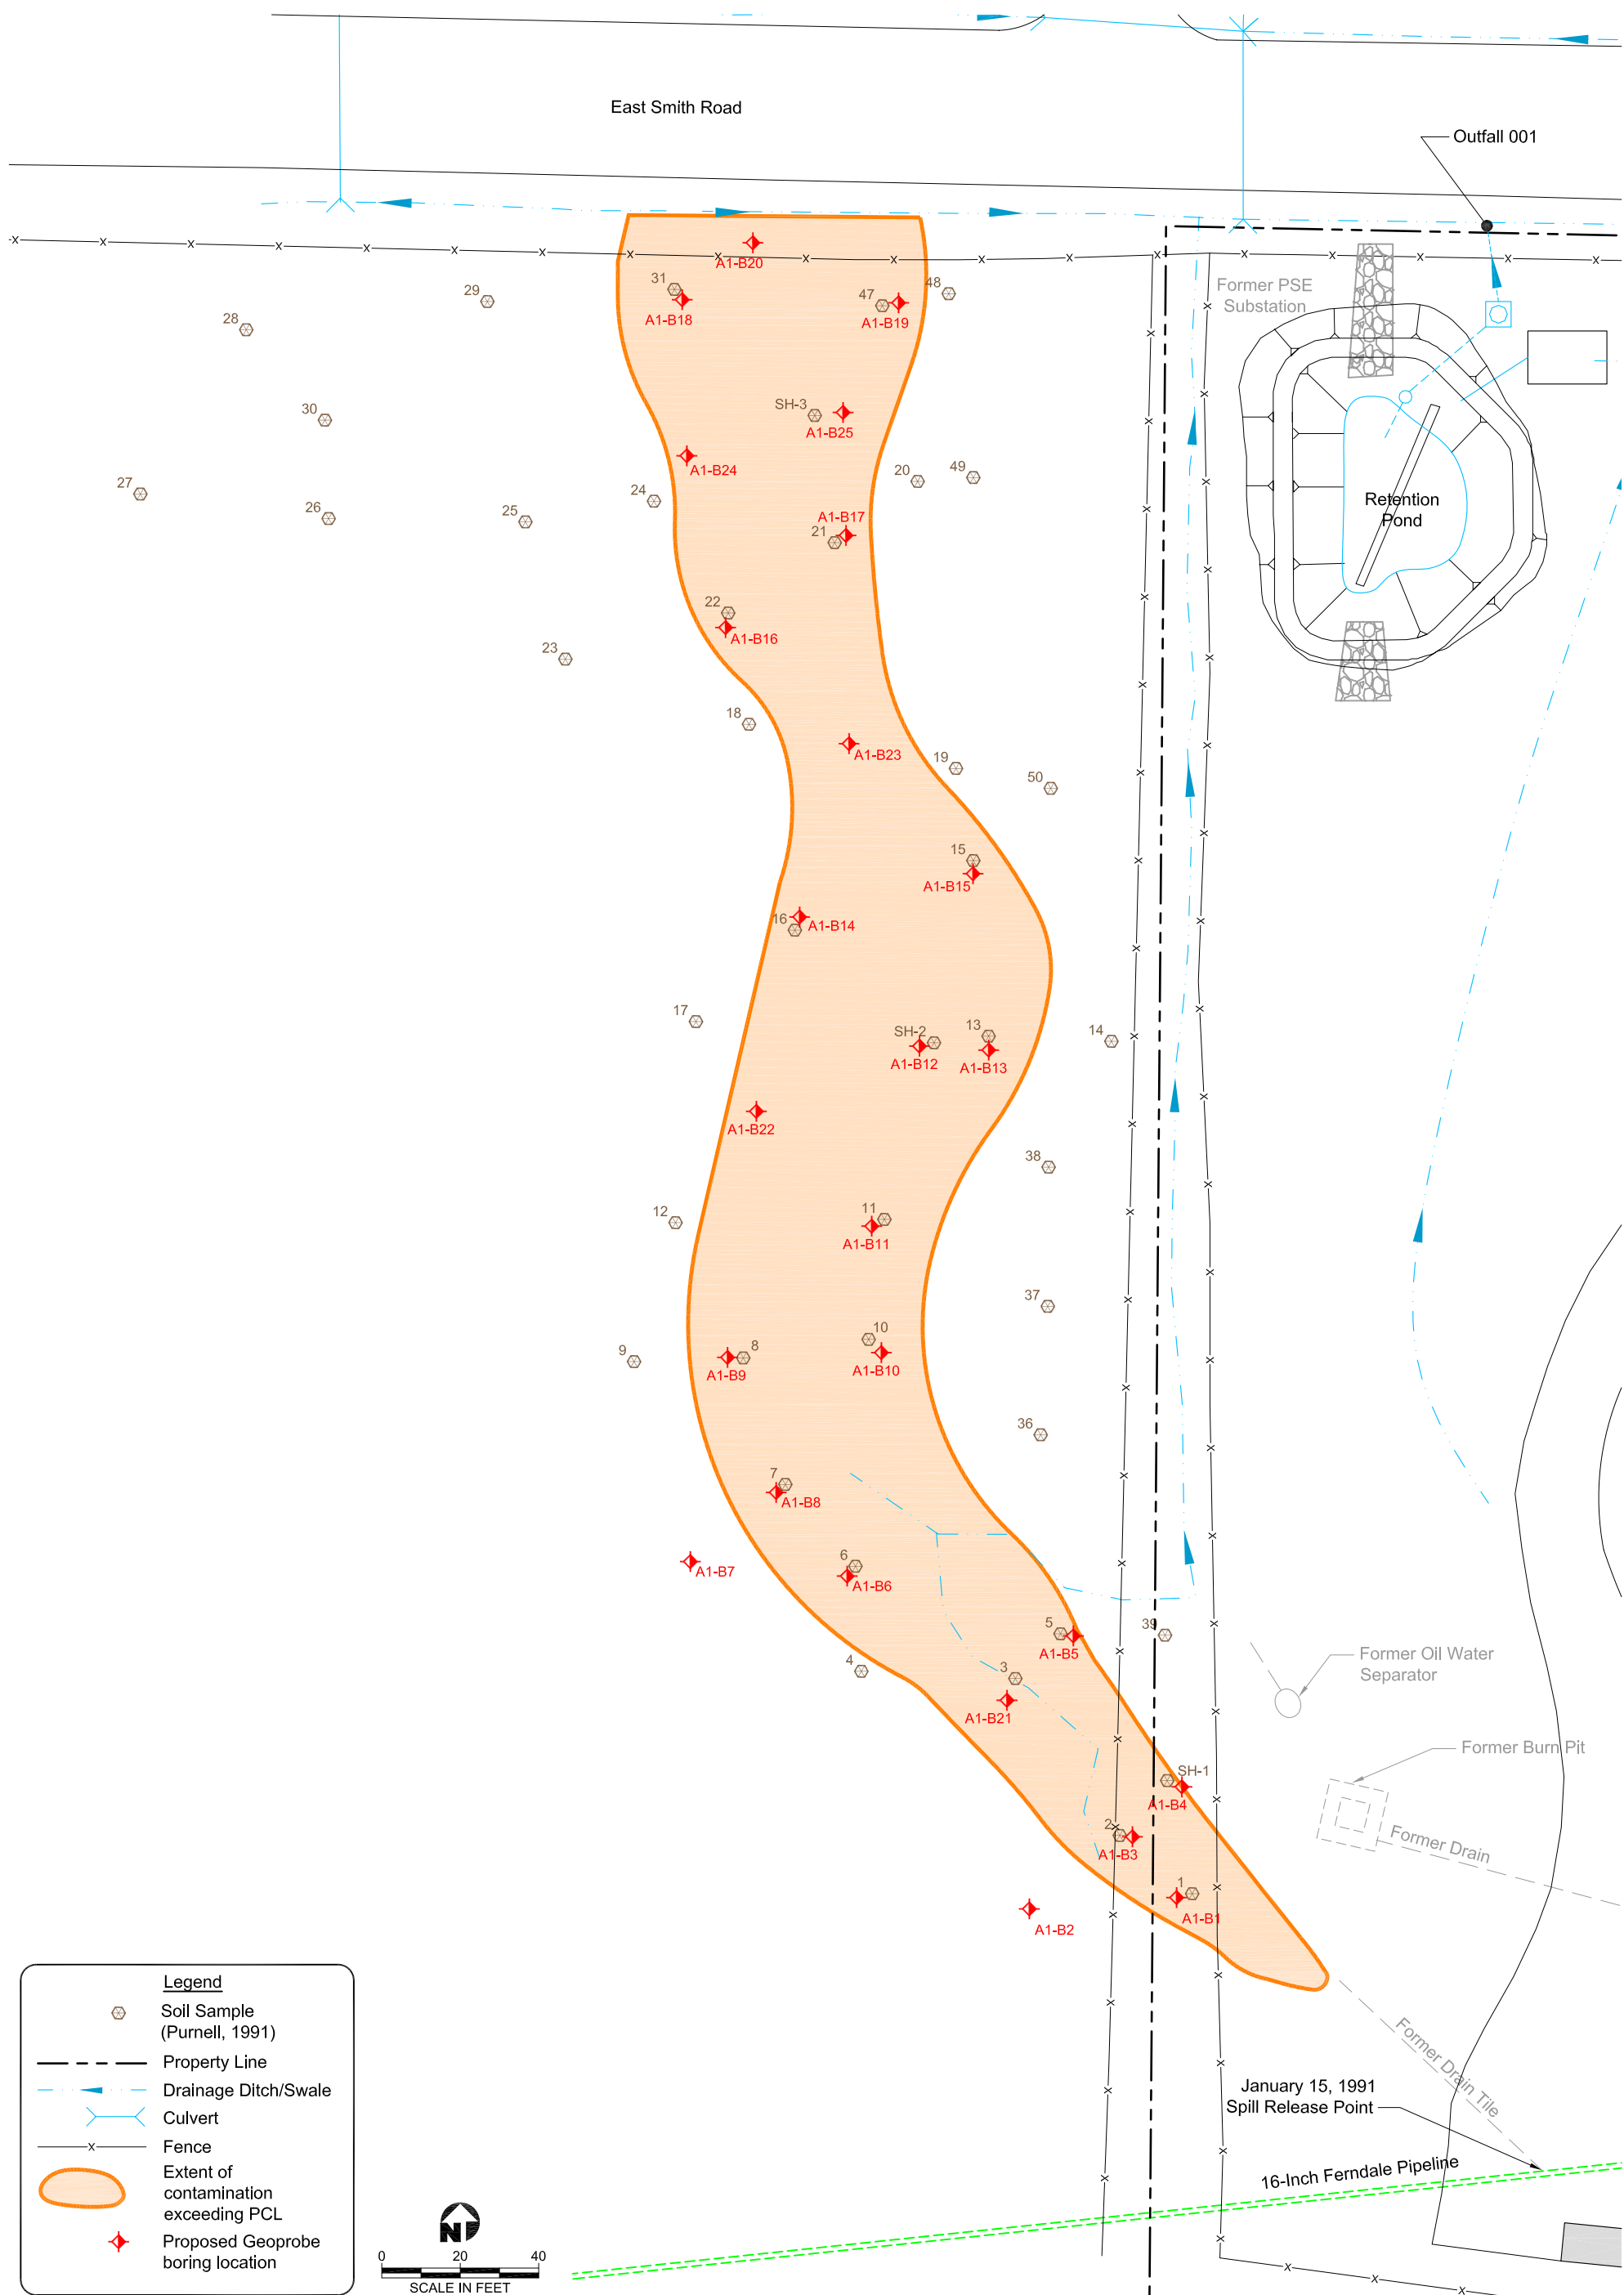 East Smith Road
Outfall 001
A1-B20
Former PSE
Substation
31
29
48
47
A1-B18
A1-B19
28
SH-3
A1-B25
30
A1-B24
20
49
27
24
26
25
A1-B17
21
Retention
Pond
22
A1-B16
23
18
A1-B23
19
50
15
A1-B15
16
A1-B14
17
SH-2
13
14
A1-B12
A1-B13
A1-B22
38
12
11
A1-B11
37
10
9
8
A1-B9
A1-B10
36
7
A1-B8
6
A1-B7
A1-B6
5
39
A1-B5
4
3
A1-B21
Former Oil Water
Separator
Former Burn Pit
SH-1
A1-B4
2
A1-B3
Former Drain
1
A1-B1
A1-B2
Former Drain Tile
January 15, 1991
Spill Release Point
16-Inch Ferndale Pipeline
Legend
Soil Sample
(Purnell, 1991)
Property Line
Drainage Ditch/Swale
Culvert
x
Fence
Extent of
contamination
exceeding PCL
Proposed Geoprobe
boring location
N
0 20 40
SCALE IN FEET